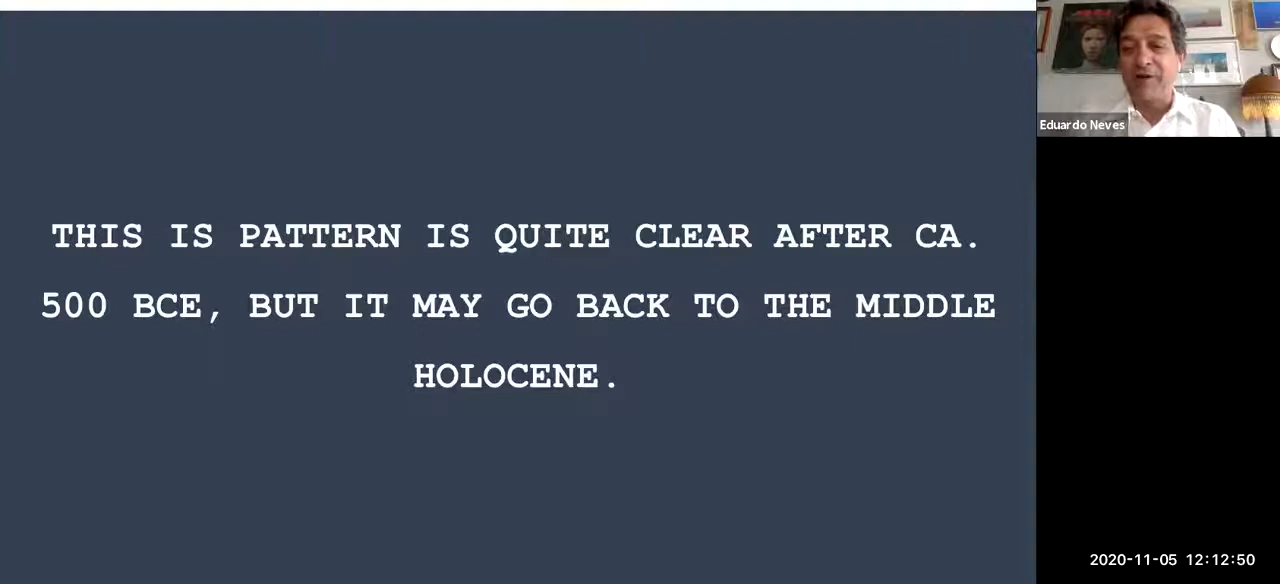 THIS IS PATTERN IS QUITE CLEAR AFTER CA.
500 BCE, BUT IT MAY GO BACK TO THE MIDDLE
HOLOCENE.
Eduardo Neves
2020-11-05 12:12:50